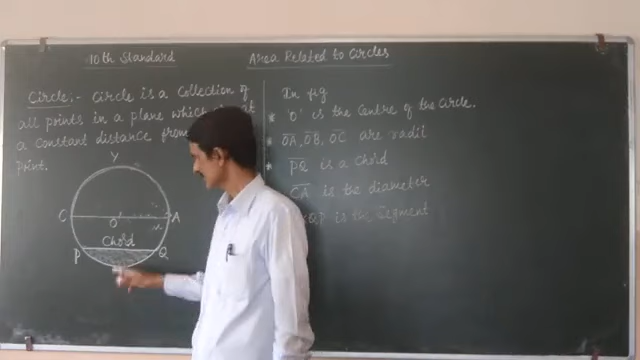 10th Standard
Area Related to Circles
Circle:- Circle is a collection of
all points in a plane which
a constant distance from
point.
Y
C
O
A
Chord
P
Q
In fig
* 'O' is the centre of the circle.
* OA, OB, OC are radii
* PQ is a chord
CA is the diameter
is the Segment